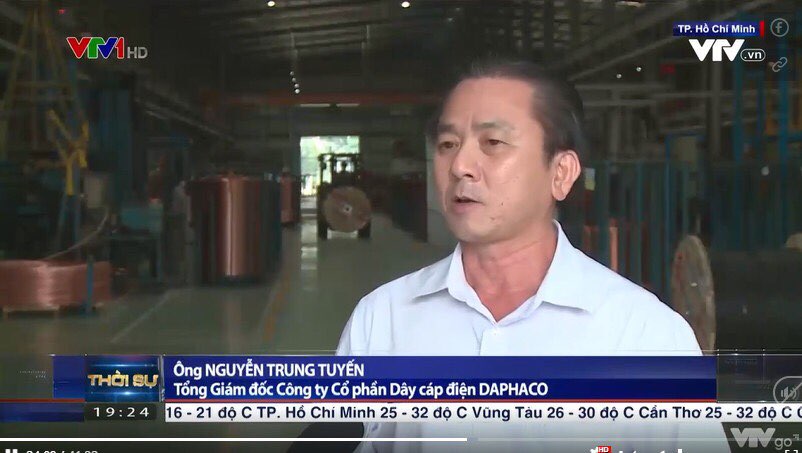 VTV1 HD
TP. Hồ Chí Minh
VTV.vn
Ông NGUYỄN TRUNG TUYẾN
THỜI SỰ
Tổng Giám đốc Công ty Cổ phần Dây cáp điện DAPHACO
19:24
16 - 21 độ C TP. Hồ Chí Minh 25 - 32 độ C Vũng Tàu 26 - 30 độ C Cần Thơ 25 - 32 độ C
VTV go
HD